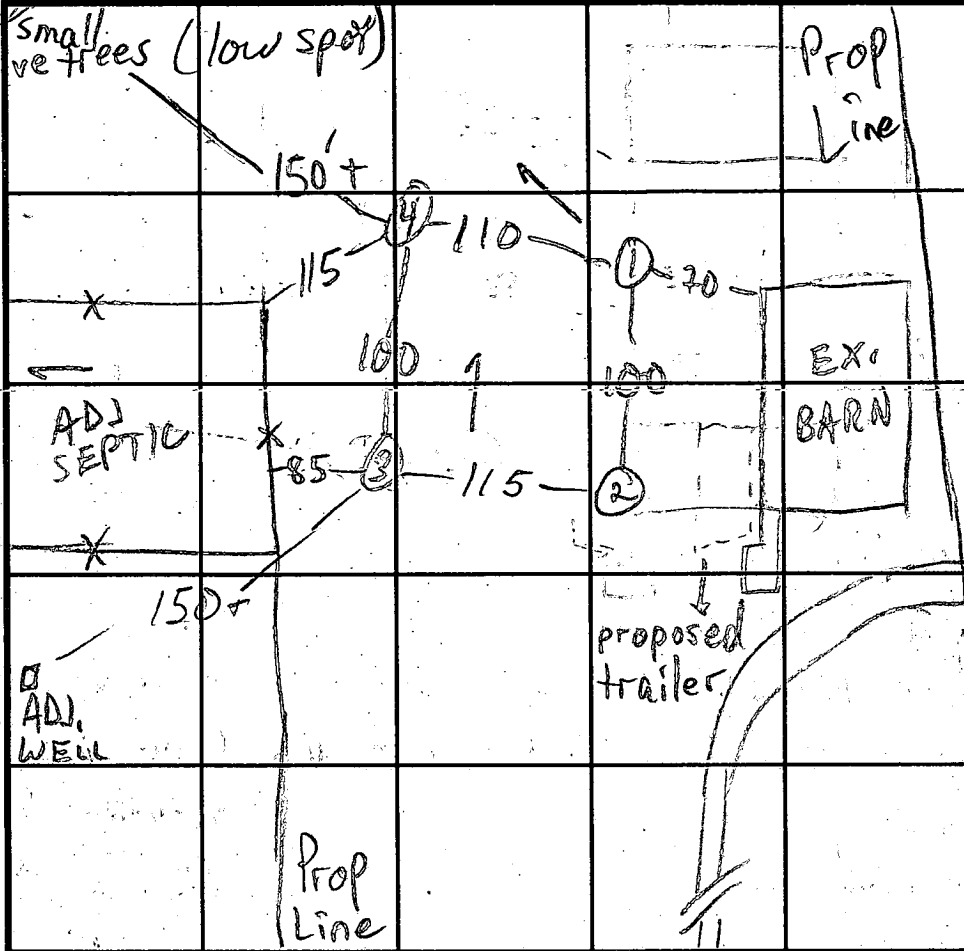 small
ve trees (low spot)
Prop
Line
150'+
4
110
1
70
115
100
100
EX.
BARN
ADJ
SEPTIC
85
3
115
2
150+
proposed
trailer
ADJ.
WELL
Prop
Line